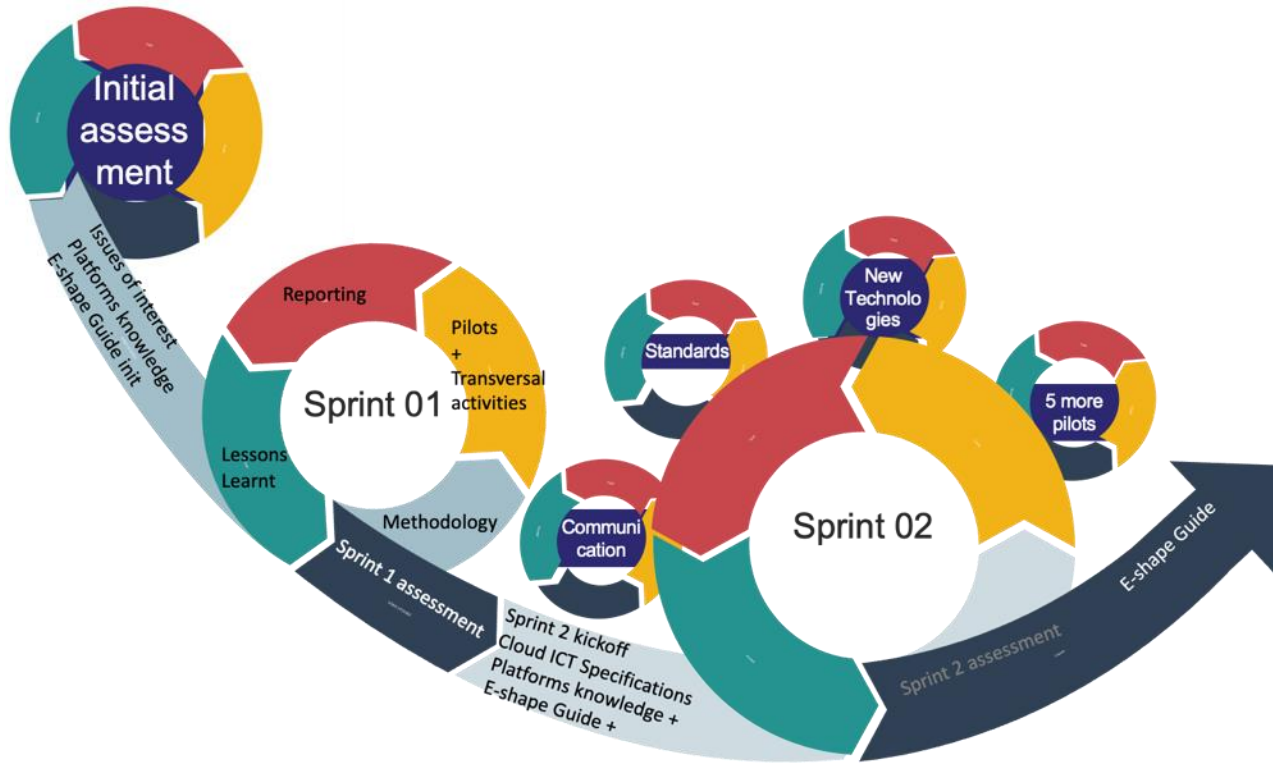 Initial
assess
ment
Issues of interest
Platforms knowledge
E-shape Guide init
Reporting
Pilots
+
Transversal
activities
Sprint 01
Lessons
Learnt
Methodology
Sprint 1 assessment
Sprint 2 kickoff
Cloud ICT Specifications
Platforms knowledge +
E-shape Guide +
Communi
cation
Standards
New
Technolo
gies
5 more
pilots
Sprint 02
Sprint 2 assessment
E-shape Guide